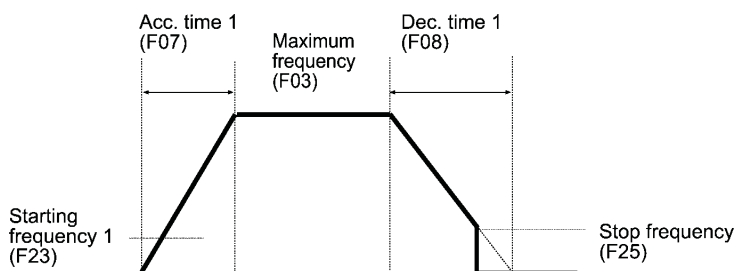 Acc. time 1
(F07)
Maximum
frequency
(F03)
Dec. time 1
(F08)
Starting
frequency 1
(F23)
Stop frequency
(F25)